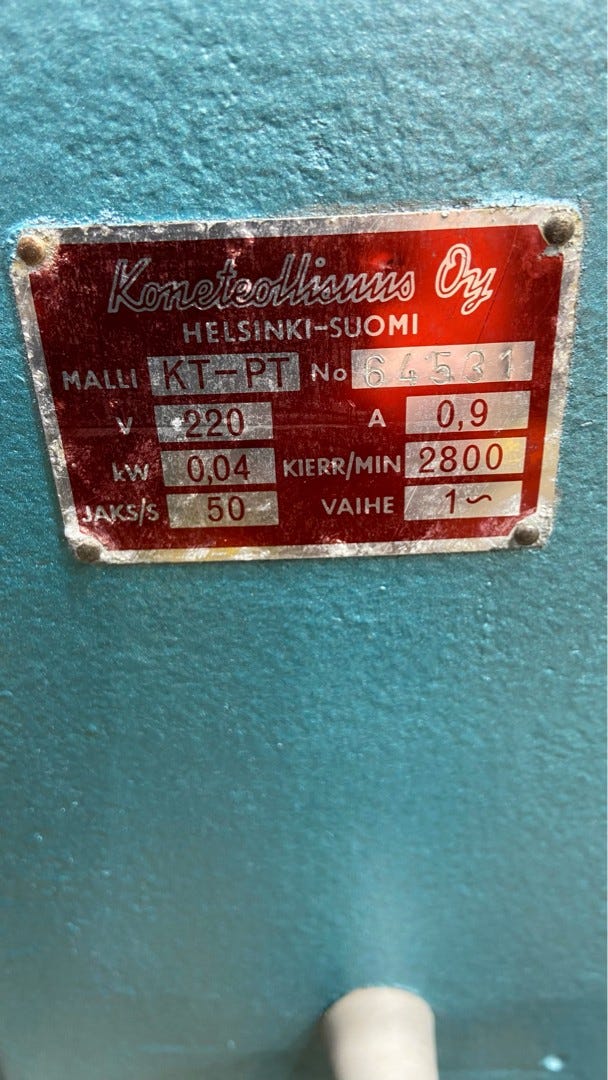 Koneteollisuus Oy
HELSINKI-SUOMI
MALLI KT-PT No 64531
V 220 A 0,9
kW 0,04 KIERR/MIN 2800
JAKS/S 50 VAIHE 1~